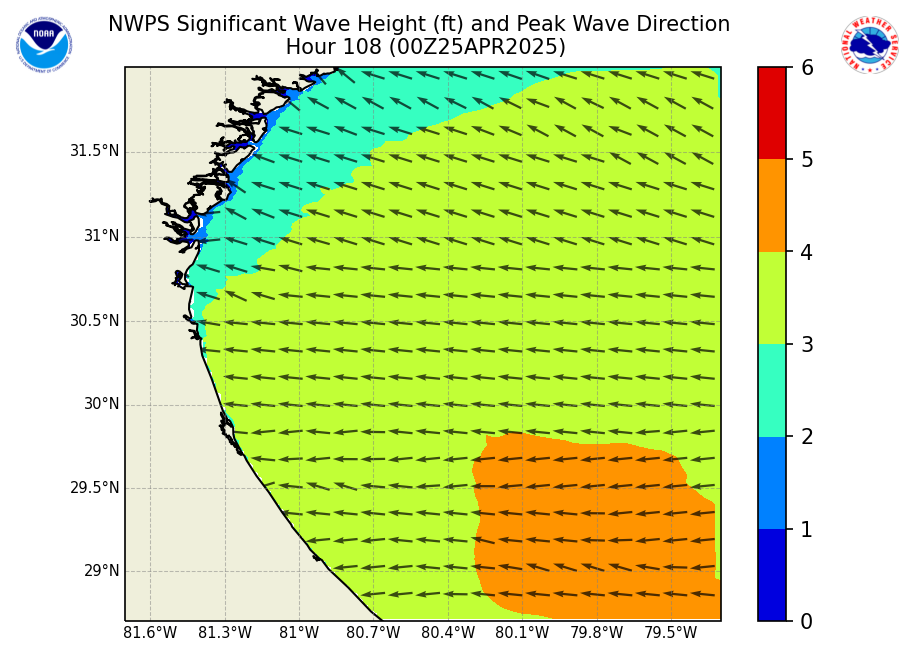 NWPS Significant Wave Height (ft) and Peak Wave Direction
Hour 108 (00Z25APR2025)
NOAA
NATIONAL WEATHER SERVICE
6
5
4
3
2
1
0
31.5°N
31°N
30.5°N
30°N
29.5°N
29°N
81.6°W 81.3°W 81°W 80.7°W 80.4°W 80.1°W 79.8°W 79.5°W